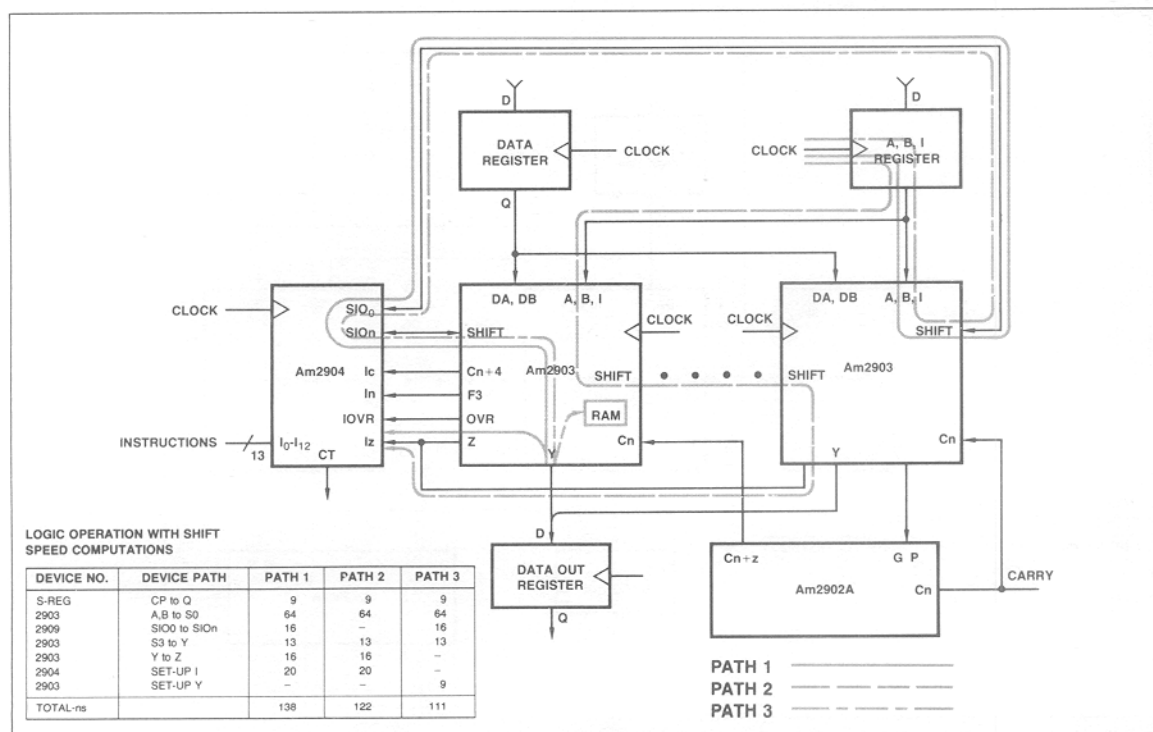 D
D
DATA
REGISTER
CLOCK
CLOCK
A, B, I
REGISTER
Q
DA, DB
A, B, I
DA, DB
A, B, I
CLOCK
SIO0
SIOn
SHIFT
CLOCK
CLOCK
SHIFT
Am2904
Ic
Cn+4
Am2903
SHIFT
SHIFT
Am2903
In
F3
IOVR
OVR
RAM
INSTRUCTIONS
13
I0-I12
Iz
Z
Cn
Cn
CT
Y
Y
LOGIC OPERATION WITH SHIFT
SPEED COMPUTATIONS
D
DATA OUT
REGISTER
Q
Cn+z
G P
Am2902A
Cn
CARRY
DEVICE NO. DEVICE PATH PATH 1 PATH 2 PATH 3
S-REG CP to Q 9 9 9
2903 A,B to S0 64 64 64
2909 SIO0 to SIOn 16 – 16
2903 S3 to Y 13 13 13
2903 Y to Z 16 16 –
2904 SET-UP I 20 20 –
2903 SET-UP Y – – 9
TOTAL-ns 138 122 111
PATH 1
PATH 2
PATH 3